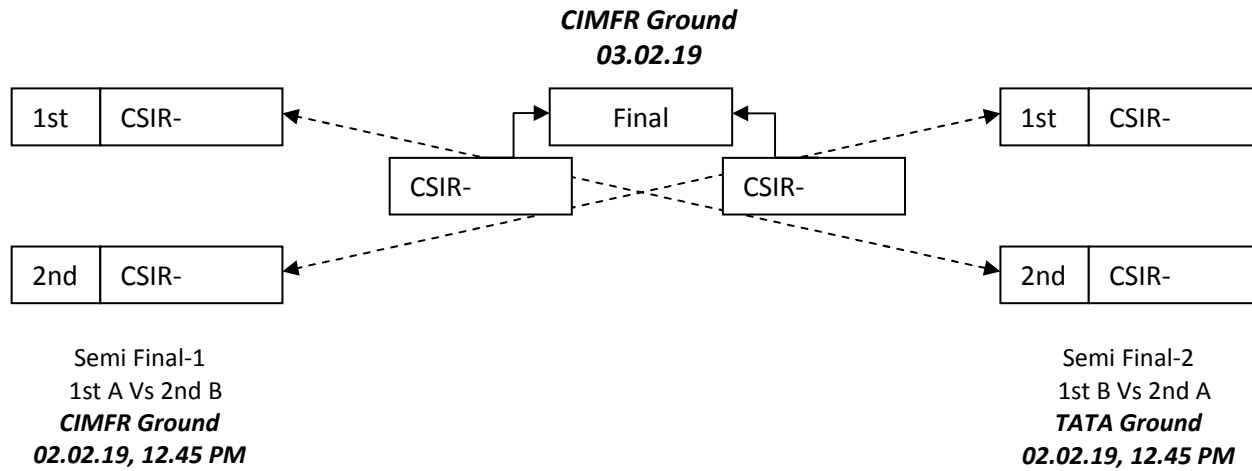 CIMFR Ground
03.02.19
1st CSIR-
Final
1st CSIR-
CSIR-
CSIR-
2nd CSIR-
2nd CSIR-
Semi Final-1
1st A Vs 2nd B
CIMFR Ground
02.02.19, 12.45 PM
Semi Final-2
1st B Vs 2nd A
TATA Ground
02.02.19, 12.45 PM